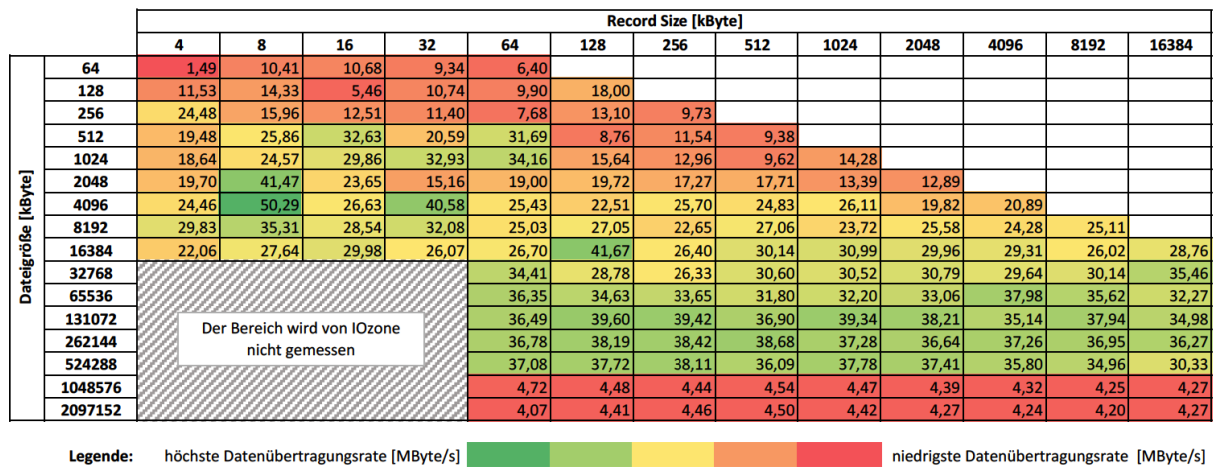 Record Size [kByte]
4 8 16 32 64 128 256 512 1024 2048 4096 8192 16384
Dateigröße [kByte]
64 1,49 10,41 10,68 9,34 6,40
128 11,53 14,33 5,46 10,74 9,90 18,00
256 24,48 15,96 12,51 11,40 7,68 13,10 9,73
512 19,48 25,86 32,63 20,59 31,69 8,76 11,54 9,38
1024 18,64 24,57 29,86 32,93 34,16 15,64 12,96 9,62 14,28
2048 19,70 41,47 23,65 15,16 19,00 19,72 17,27 17,71 13,39 12,89
4096 24,46 50,29 26,63 40,58 25,43 22,51 25,70 24,83 26,11 19,82 20,89
8192 29,83 35,31 28,54 32,08 25,03 27,05 22,65 27,06 23,72 25,58 24,28 25,11
16384 22,06 27,64 29,98 26,07 26,70 41,67 26,40 30,14 30,99 29,96 29,31 26,02 28,76
32768 34,41 28,78 26,33 30,60 30,52 30,79 29,64 30,14 35,46
65536 36,35 34,63 33,65 31,80 32,20 33,06 37,98 35,62 32,27
131072 36,49 39,60 39,42 36,90 39,34 38,21 35,14 37,94 34,98
262144 36,78 38,19 38,42 38,68 37,28 36,64 37,26 36,95 36,27
524288 37,08 37,72 38,11 36,09 37,78 37,41 35,80 34,96 30,33
1048576 4,72 4,48 4,44 4,54 4,47 4,39 4,32 4,25 4,27
2097152 4,07 4,41 4,46 4,50 4,42 4,27 4,24 4,20 4,27
Der Bereich wird von IOzone
nicht gemessen
Legende: höchste Datenübertragungsrate [MByte/s] niedrigste Datenübertragungsrate [MByte/s]